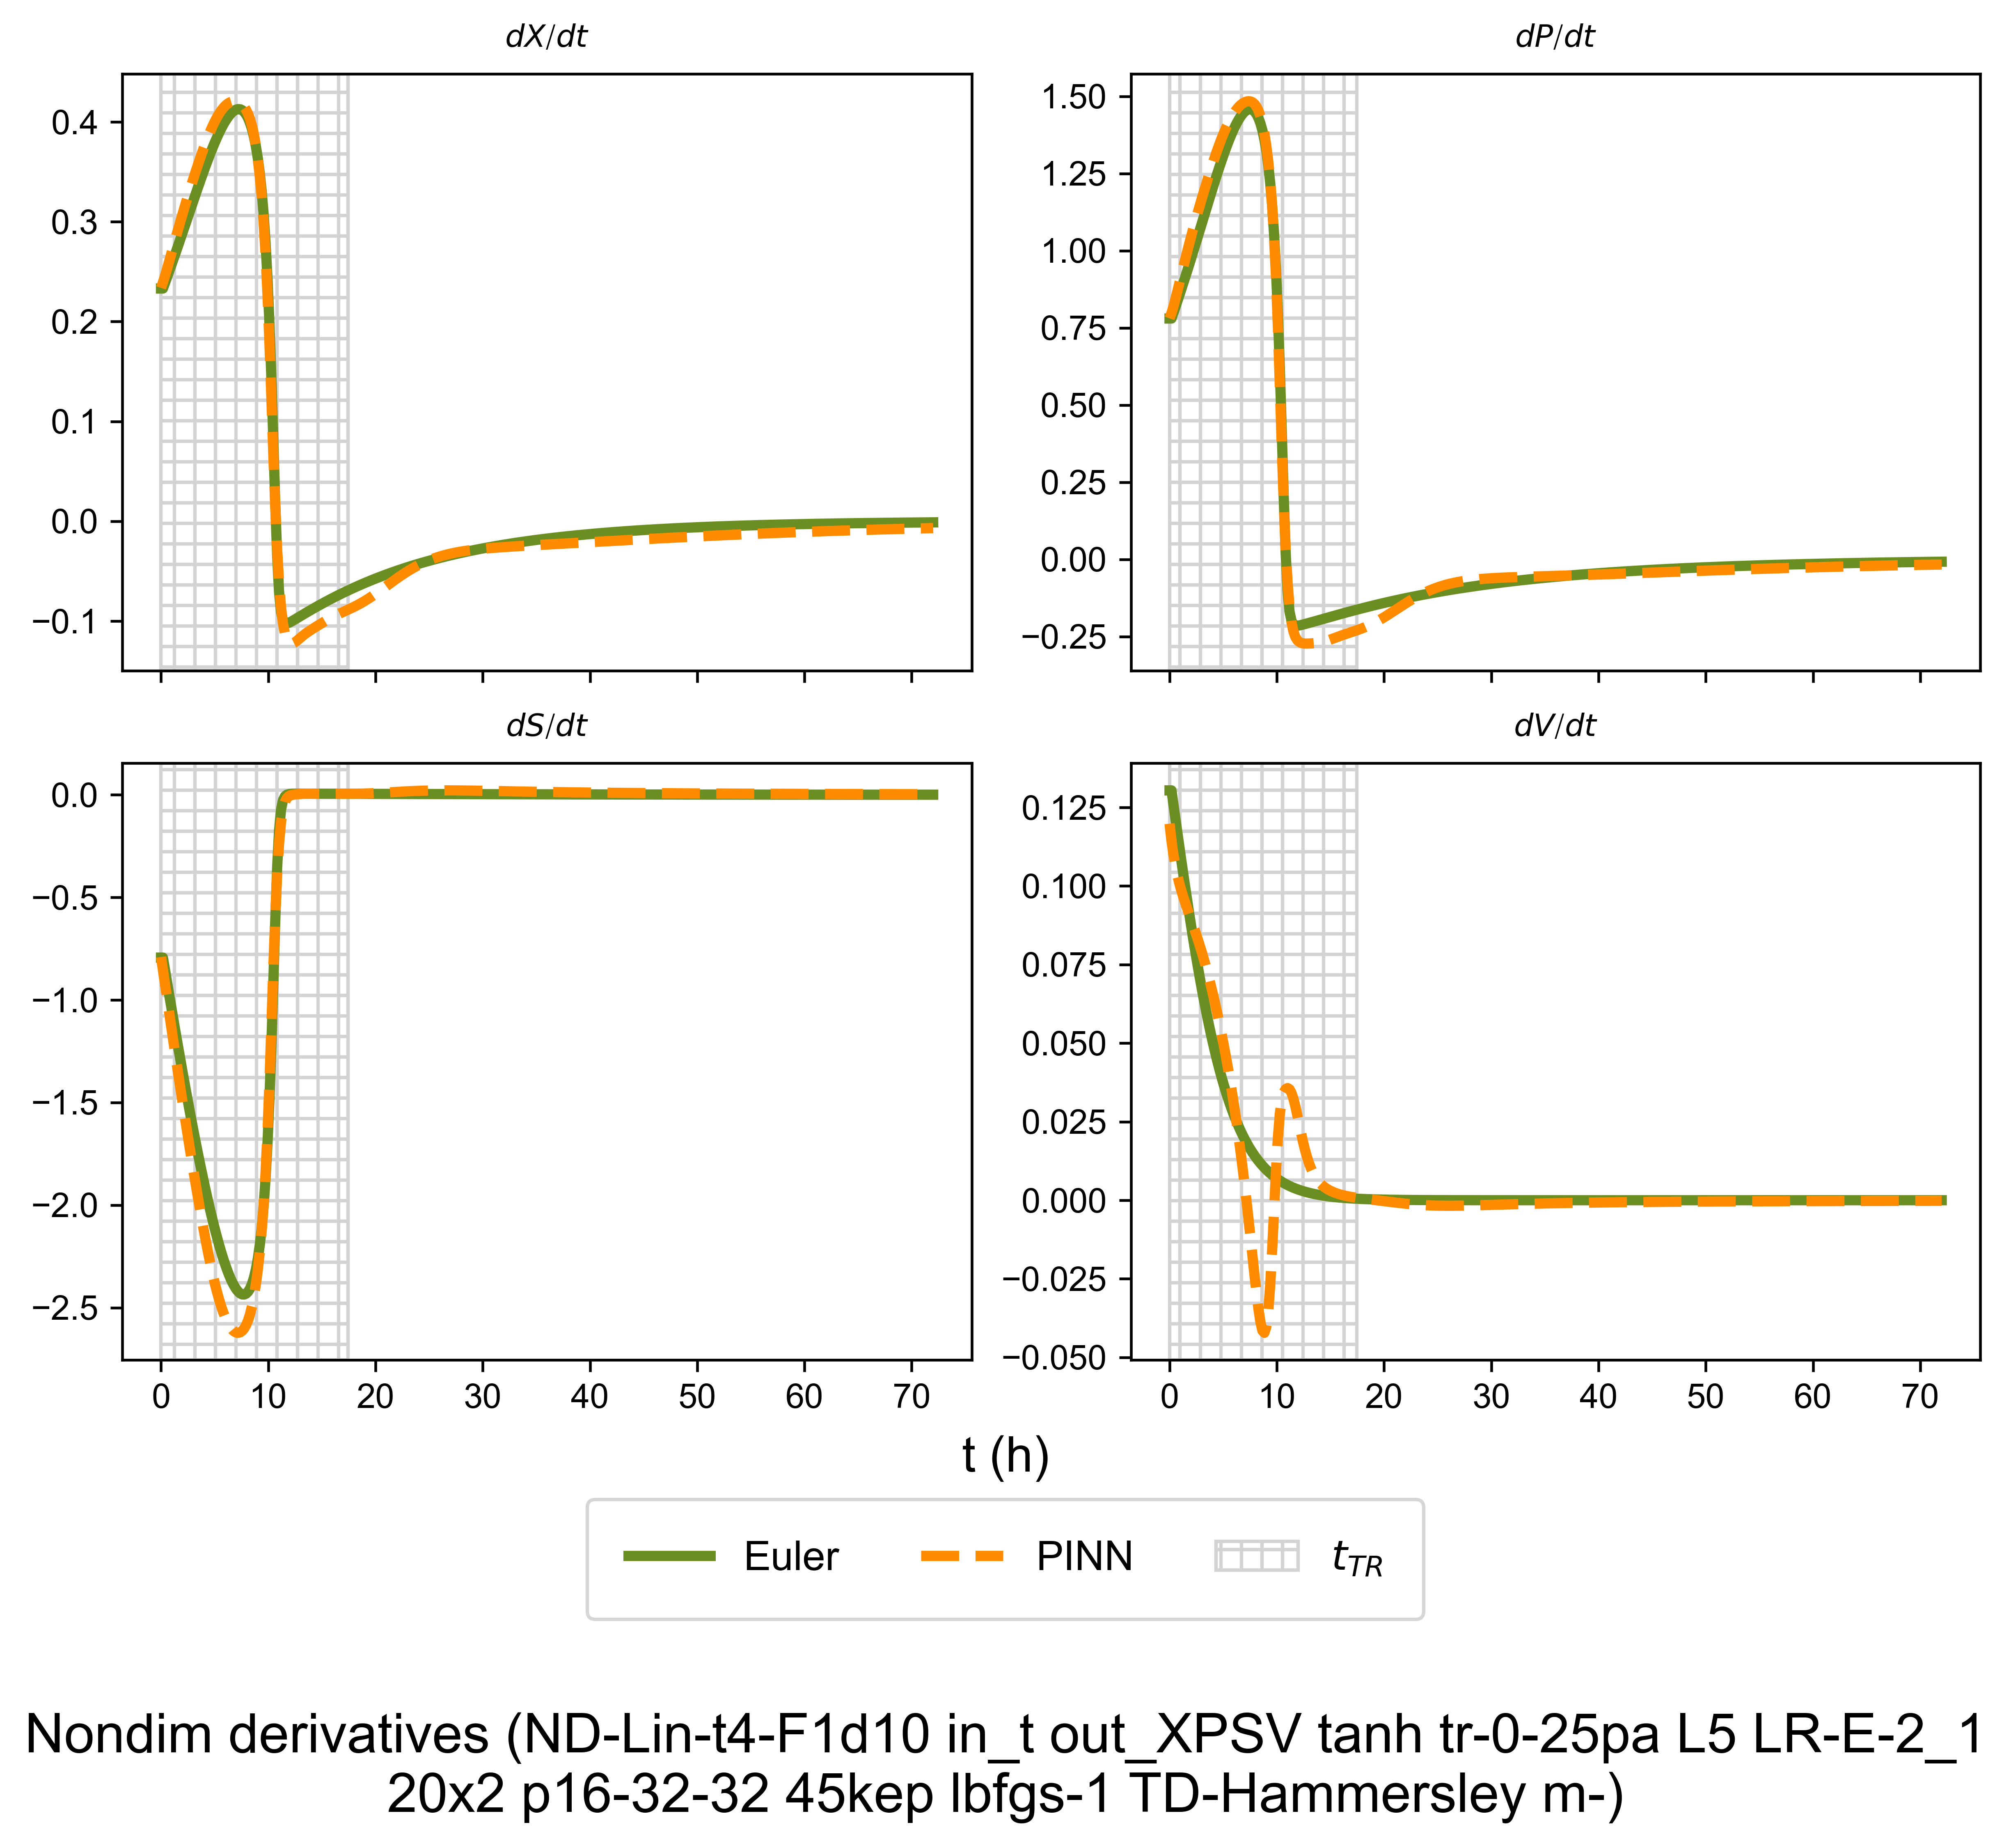 dX/dt
dP/dt
0.4
0.3
0.2
0.1
0.0
−0.1
1.50
1.25
1.00
0.75
0.50
0.25
0.00
−0.25
dS/dt
dV/dt
0.0
−0.5
−1.0
−1.5
−2.0
−2.5
0.125
0.100
0.075
0.050
0.025
0.000
−0.025
−0.050
0 10 20 30 40 50 60 70
0 10 20 30 40 50 60 70
t (h)
Euler PINN t_{TR}
Nondim derivatives (ND-Lin-t4-F1d10 in_t out_XPSV tanh tr-0-25pa L5 LR-E-2_1
20x2 p16-32-32 45kep lbfgs-1 TD-Hammersley m-)